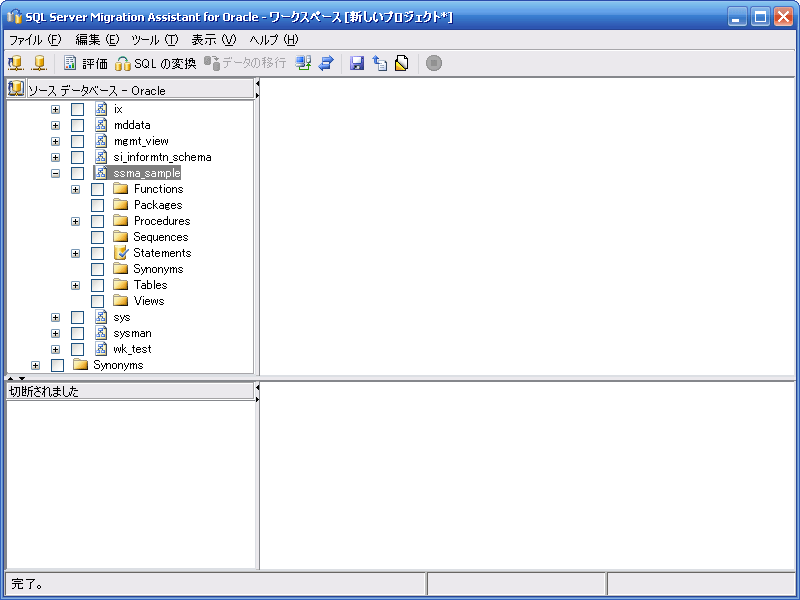 SQL Server Migration Assistant for Oracle - ワークスペース [新しいプロジェクト*]
ファイル (F) 編集 (E) ツール (T) 表示 (V) ヘルプ (H)
評価 SQL の変換 データの移行
ソース データベース - Oracle
ix
mddata
mgmt_view
si_informtn_schema
ssma_sample
Functions
Packages
Procedures
Sequences
Statements
Synonyms
Tables
Views
sys
sysman
wk_test
Synonyms
切断されました
完了。